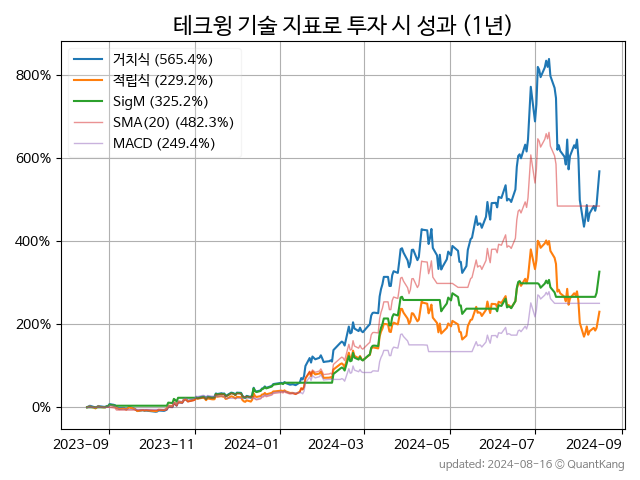 테크윙 기술 지표로 투자 시 성과 (1년)
거치식 (565.4%)
적립식 (229.2%)
SigM (325.2%)
SMA(20) (482.3%)
MACD (249.4%)
800%
600%
400%
200%
0%
2023-09 2023-11 2024-01 2024-03 2024-05 2024-07 2024-09
updated: 2024-08-16 © QuantKang